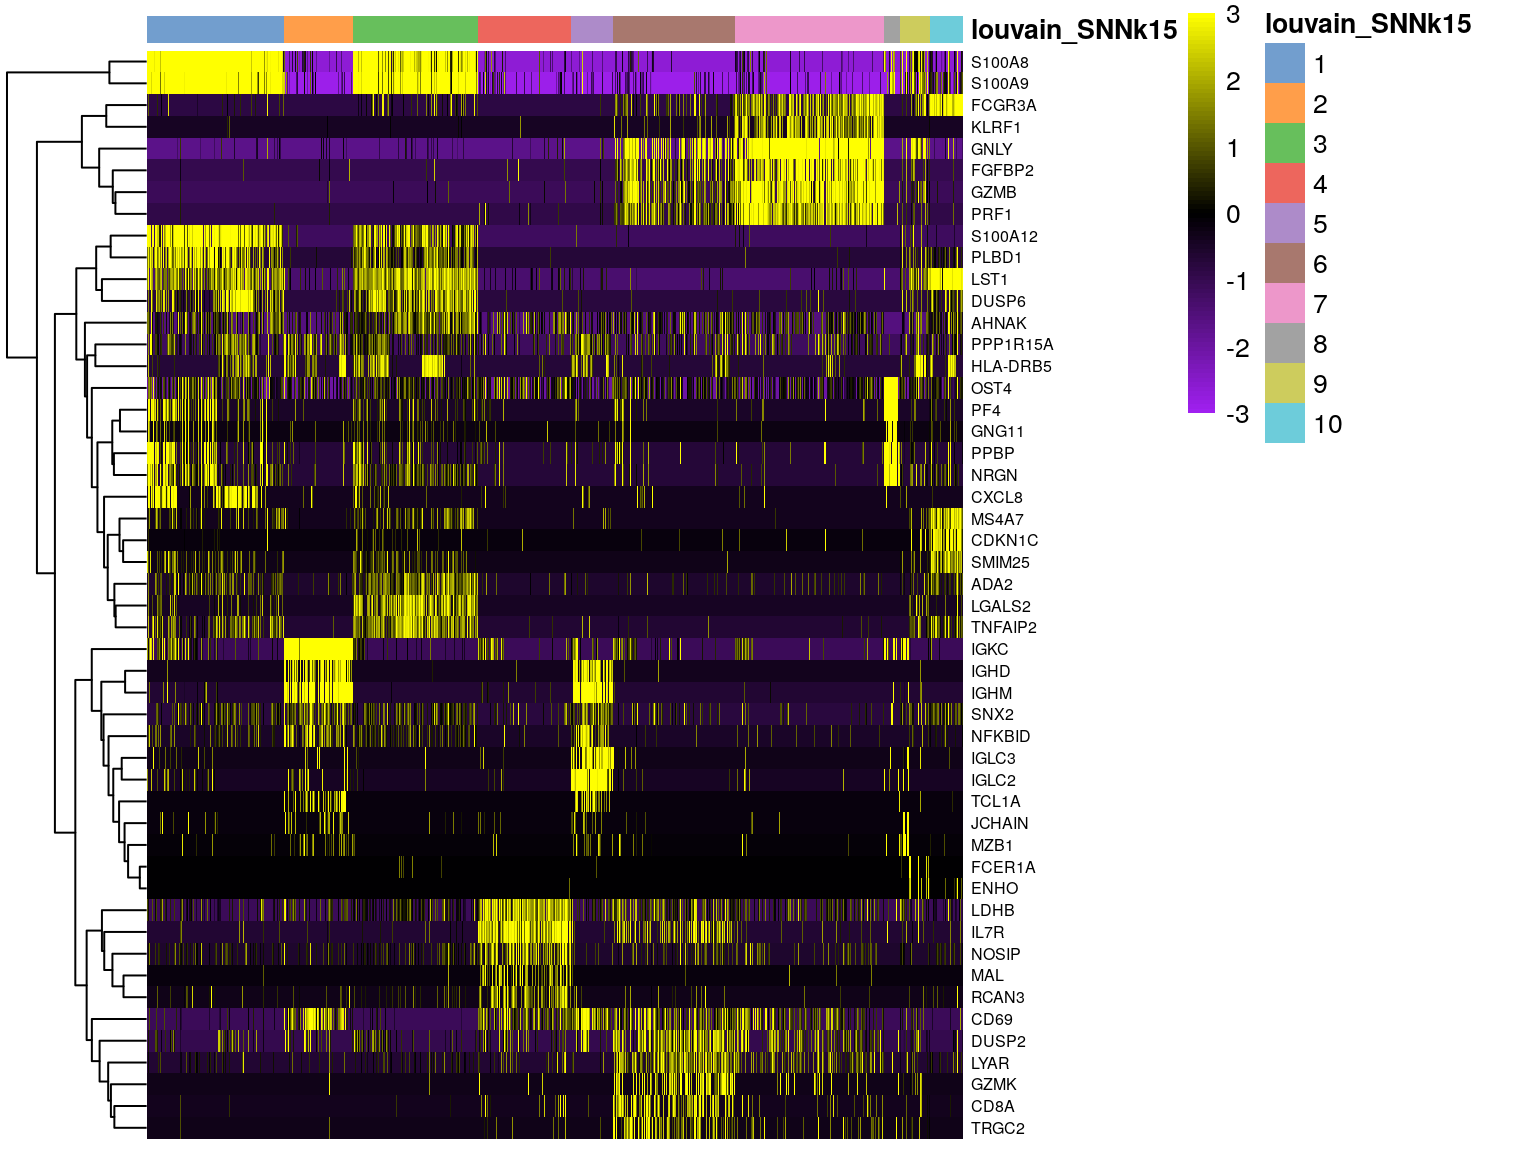 louvain_SNNk15
S100A8
S100A9
FCGR3A
KLRF1
GNLY
FGFBP2
GZMB
PRF1
S100A12
PLBD1
LST1
DUSP6
AHNAK
PPP1R15A
HLA-DRB5
OST4
PF4
GNG11
PPBP
NRGN
CXCL8
MS4A7
CDKN1C
SMIM25
ADA2
LGALS2
TNFAIP2
IGKC
IGHD
IGHM
SNX2
NFKBID
IGLC3
IGLC2
TCL1A
JCHAIN
MZB1
FCER1A
ENHO
LDHB
IL7R
NOSIP
MAL
RCAN3
CD69
DUSP2
LYAR
GZMK
CD8A
TRGC2
3
2
1
0
-1
-2
-3
louvain_SNNk15
1
2
3
4
5
6
7
8
9
10